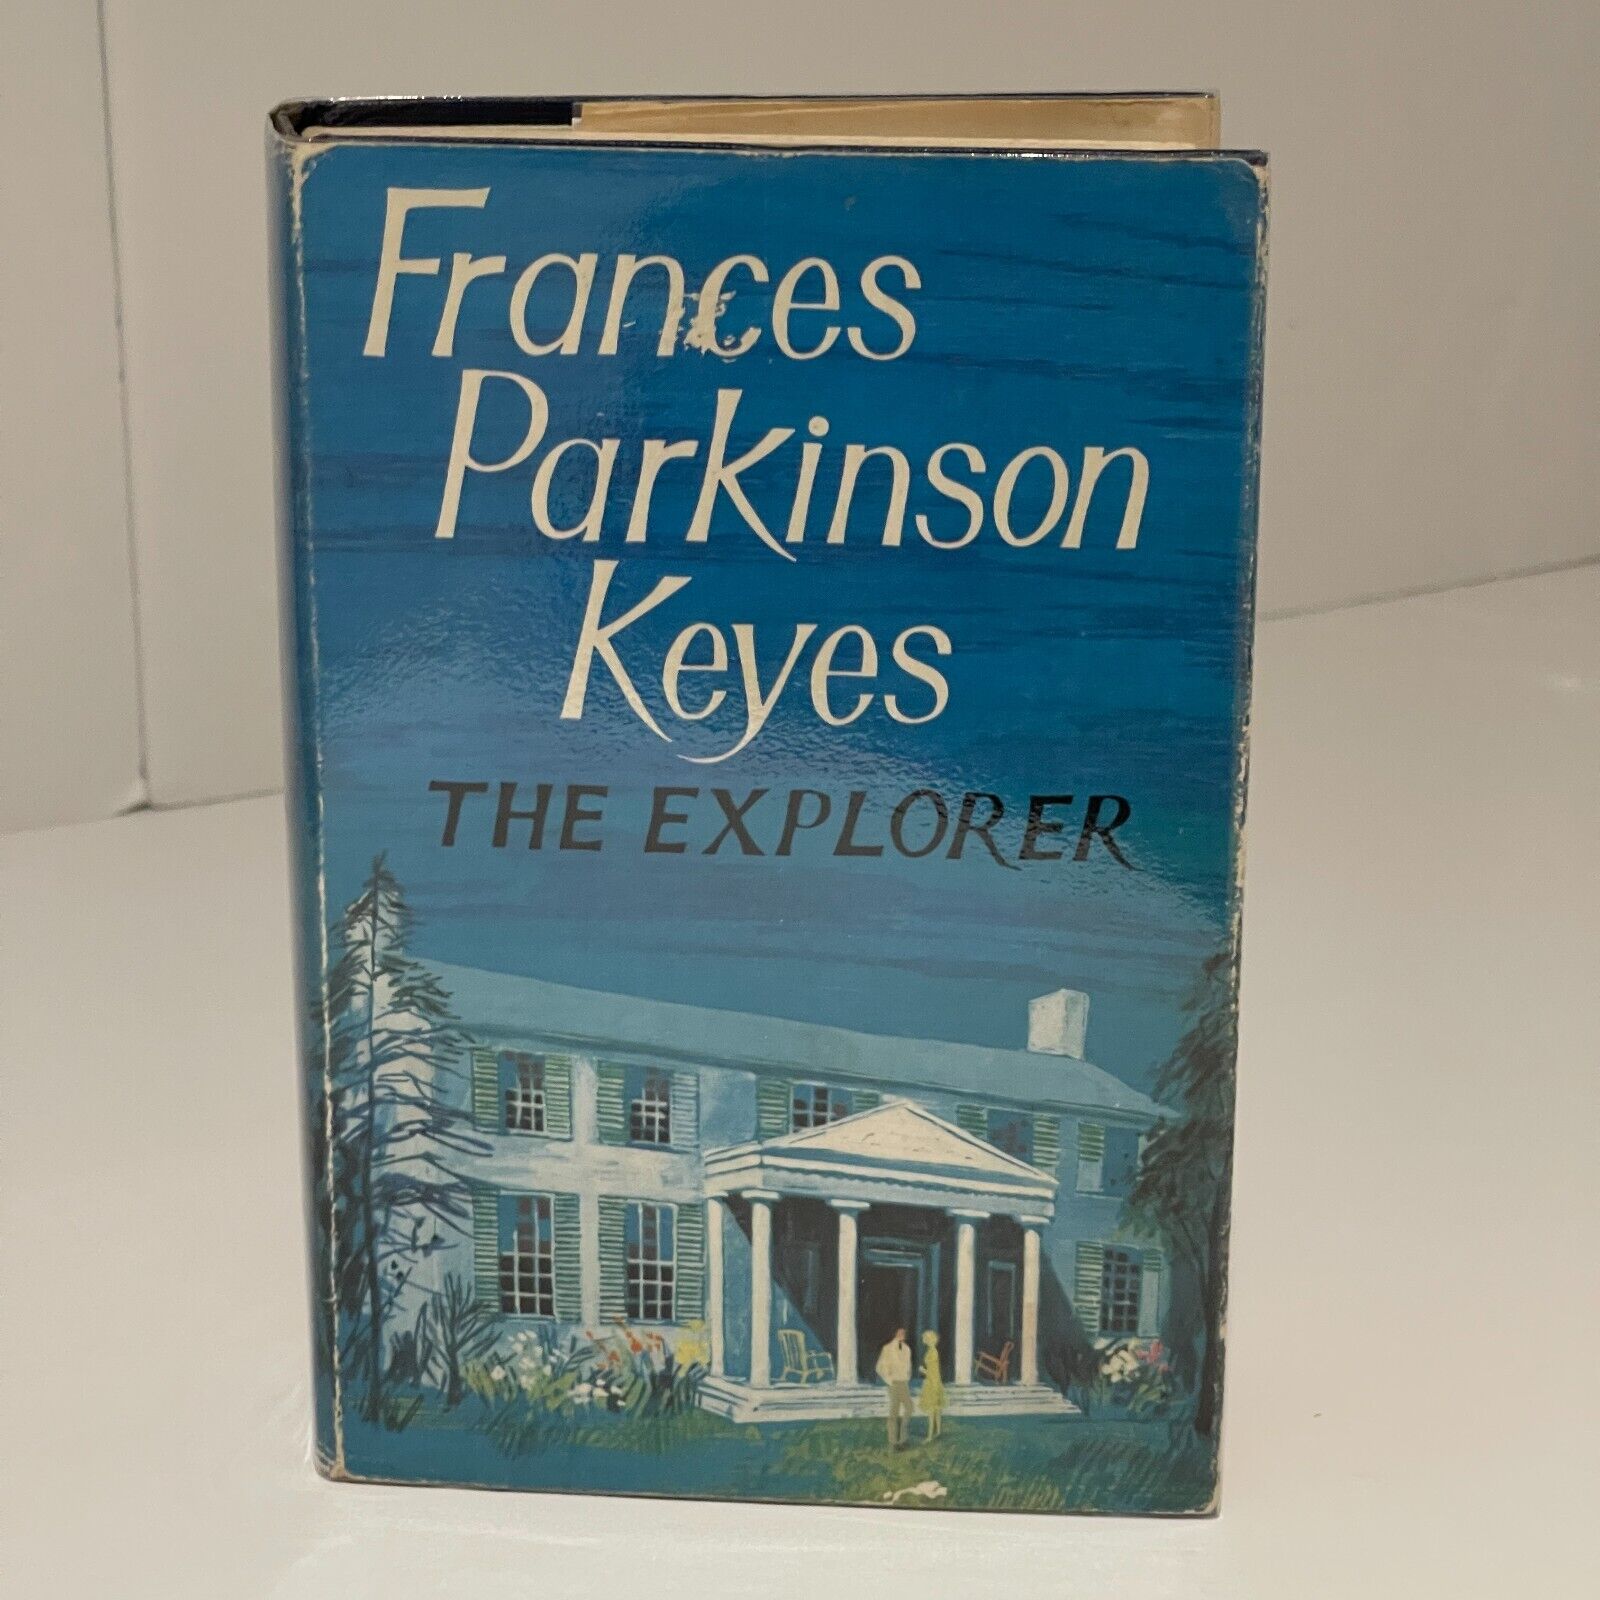 Frances
Parkinson
Keyes
THE EXPLORER